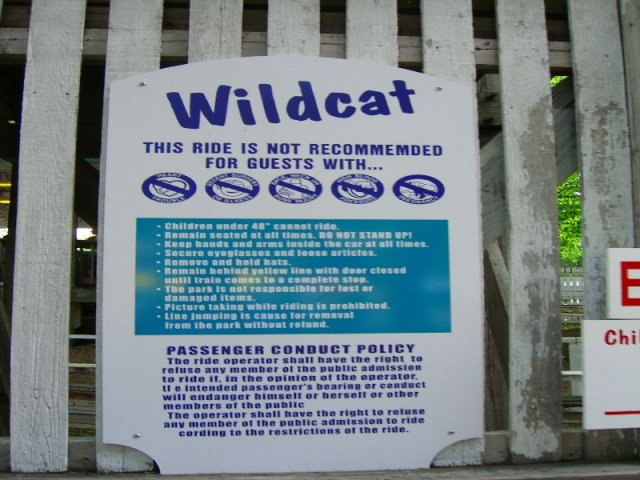 Wildcat
THIS RIDE IS NOT RECOMMEMDED
FOR GUESTS WITH...
HEART
TROUBLE
• Children under 48" cannot ride.
• Remain seated at all times. DO NOT STAND UP!
• Keep hands and arms inside the car at all times.
• Secure eyeglasses and loose articles.
• Remove and hold hats.
• Remain behind yellow line with door closed
until train comes to a complete stop.
• The park is not responsible for lost or
damaged items.
• Picture taking while riding is prohibited.
• Line jumping is cause for removal
from the park without refund.
PASSENGER CONDUCT POLICY
The ride operator shall have the right to
refuse any member of the public admission
to ride if, in the opinion of the operator,
t e intended passenger's bearing or conduct
will endanger himself or herself or other
members of the public
The operator shall have the right to refuse
any member of the public admission to ride
cording to the restrictions of the ride.
E
Chil